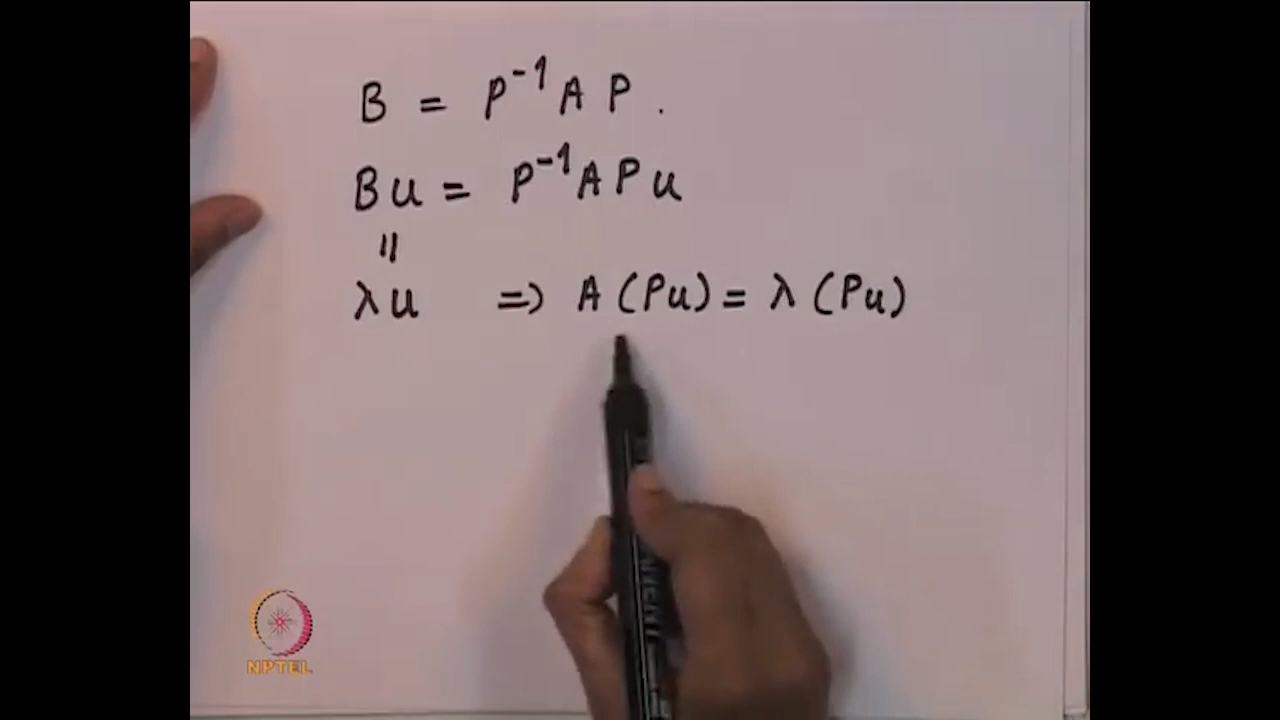 B = P⁻¹ A P .
Bu = P⁻¹ A P u
||
λu => A (Pu) = λ (Pu)
NPTEL